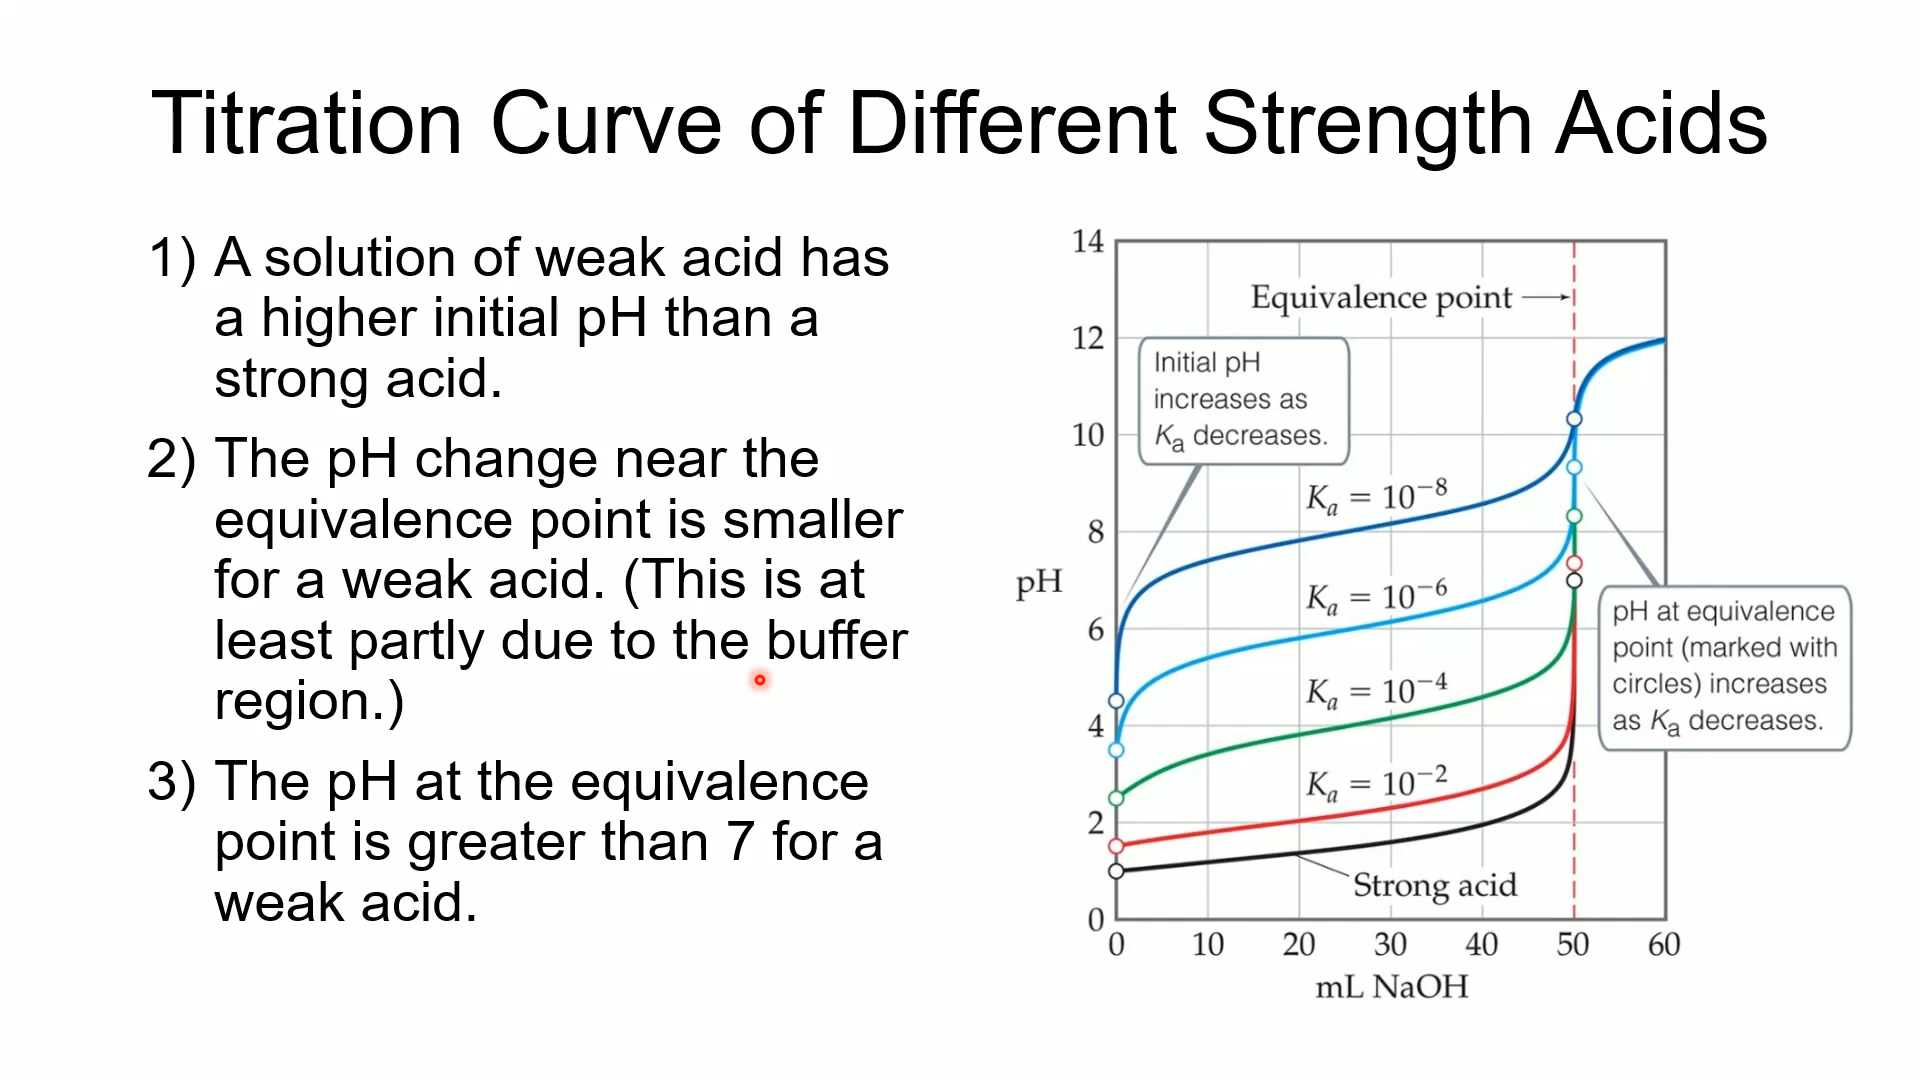 Titration Curve of Different Strength Acids
1) A solution of weak acid has
a higher initial pH than a
strong acid.
2) The pH change near the
equivalence point is smaller
for a weak acid. (This is at
least partly due to the buffer
region.)
3) The pH at the equivalence
point is greater than 7 for a
weak acid.
14
12
10
8
6
4
2
0
pH
Equivalence point
Initial pH
increases as
Ka decreases.
Ka = 10⁻⁸
Ka = 10⁻⁶
Ka = 10⁻⁴
Ka = 10⁻²
Strong acid
pH at equivalence
point (marked with
circles) increases
as Ka decreases.
0 10 20 30 40 50 60
mL NaOH